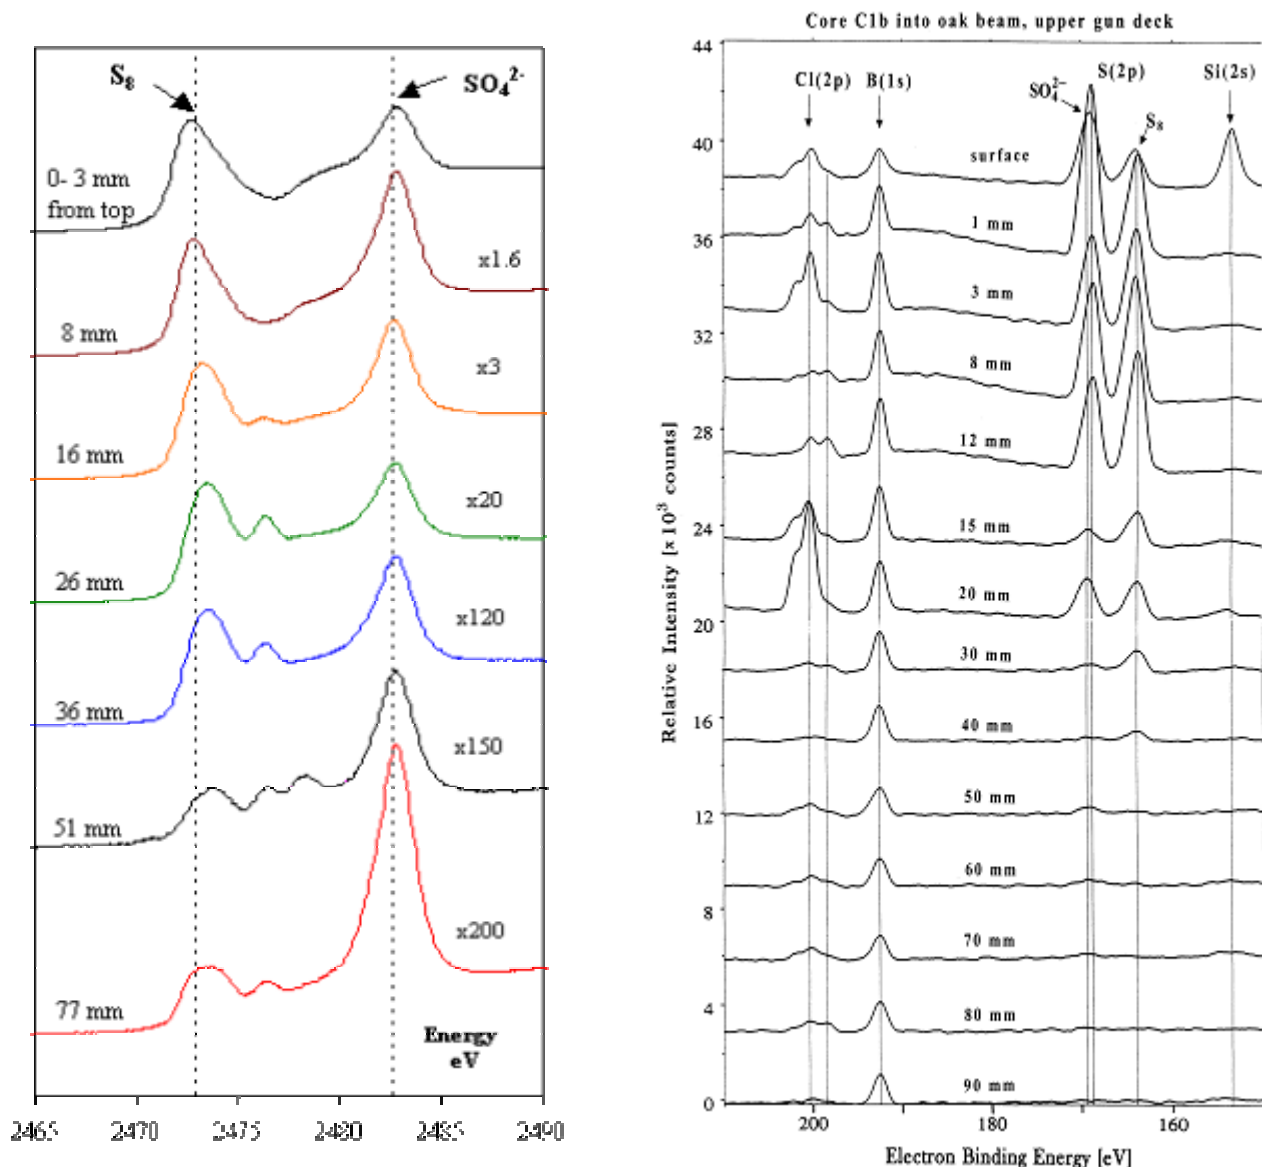 S₈
SO₄²⁻
0- 3 mm
from top
x1.6
8 mm
x3
16 mm
x20
26 mm
x120
36 mm
x150
51 mm
x200
77 mm
Energy
eV
2465 2470 2475 2480 2485 2490
Core C1b into oak beam, upper gun deck
44
Cl(2p) B(1s) S(2p) Si(2s)
SO₄²⁻
S₈
40
surface
1 mm
36
3 mm
32
8 mm
28
12 mm
24
15 mm
20 mm
20
30 mm
16
40 mm
12
50 mm
60 mm
8
70 mm
4
80 mm
90 mm
0
Relative Intensity [x 10³ counts]
200 180 160
Electron Binding Energy [eV]